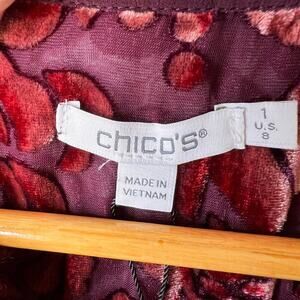 chico's®
1
U.S.
8
MADE IN
VIETNAM